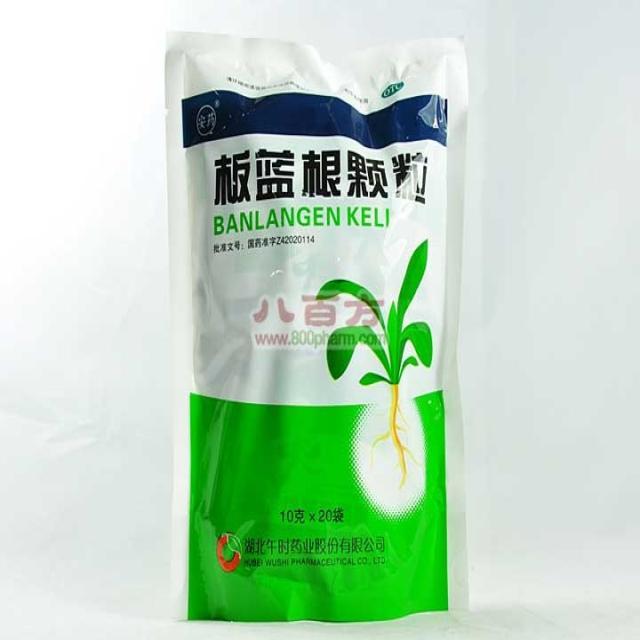 OTC
安药®
板蓝根颗粒
BANLANGEN KELI
批准文号：国药准字Z42020114
八百方
www.800pharm.com
10克×20袋
湖北午时药业股份有限公司
HUBEI WUSHI PHARMACEUTICAL CO., LTD